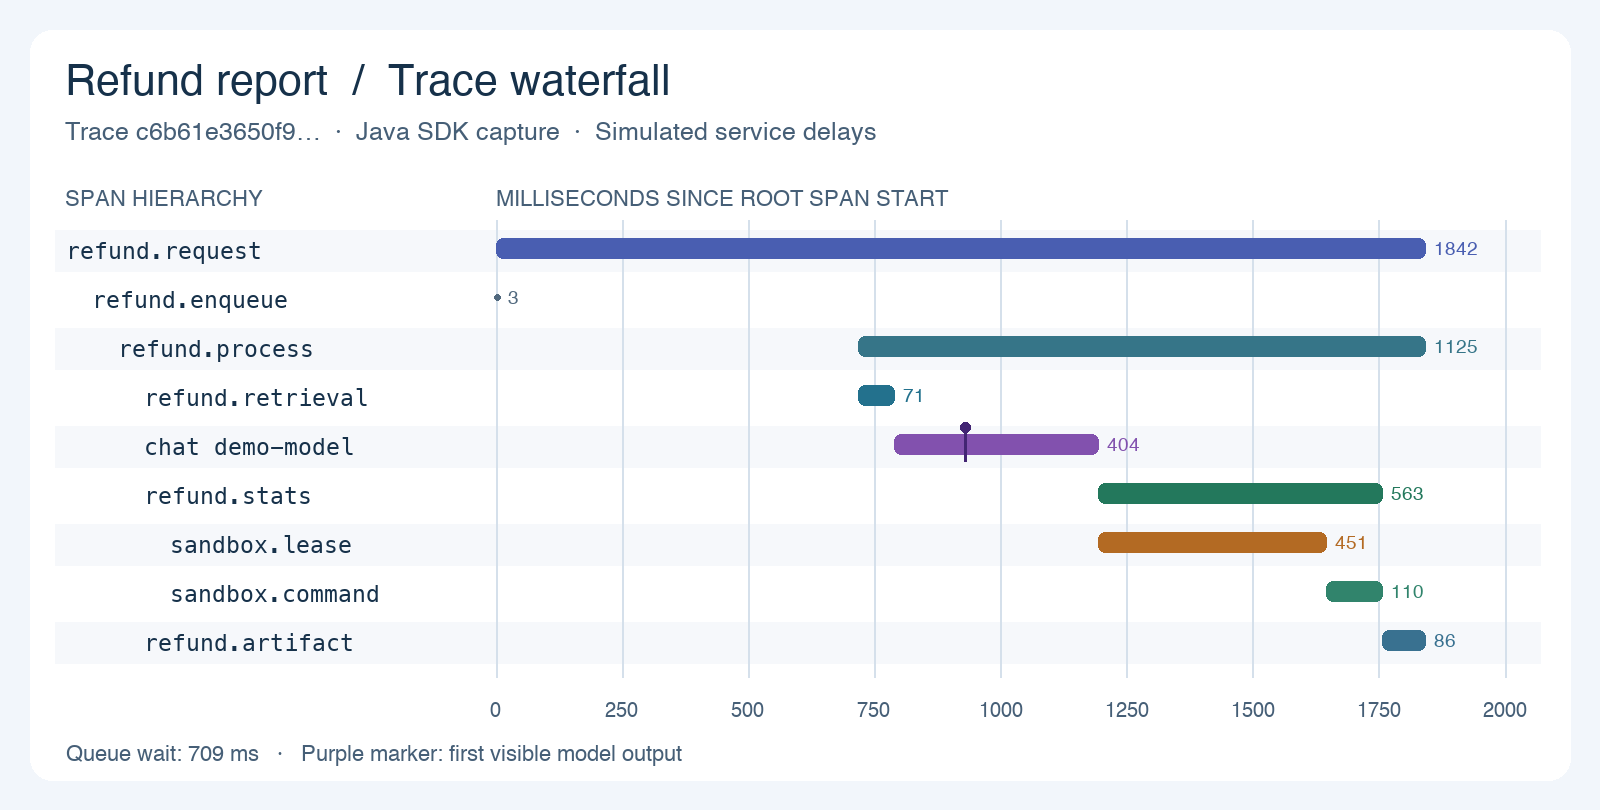 Refund report / Trace waterfall
Trace c6b61e3650f9… · Java SDK capture · Simulated service delays
SPAN HIERARCHY MILLISECONDS SINCE ROOT SPAN START
refund.request 1842
refund.enqueue 3
refund.process 1125
refund.retrieval 71
chat demo-model 404
refund.stats 563
sandbox.lease 451
sandbox.command 110
refund.artifact 86
0 250 500 750 1000 1250 1500 1750 2000
Queue wait: 709 ms · Purple marker: first visible model output